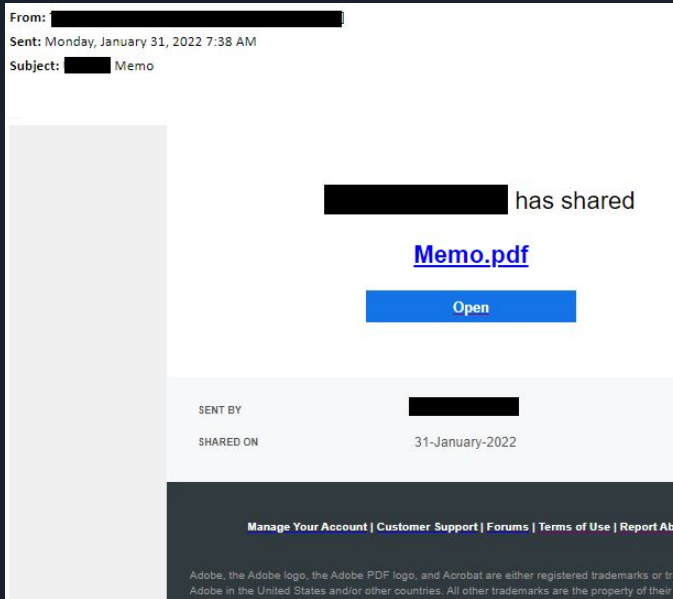 From:
Sent: Monday, January 31, 2022 7:38 AM
Subject: Memo
has shared
Memo.pdf
Open
SENT BY
SHARED ON 31-January-2022
Manage Your Account | Customer Support | Forums | Terms of Use | Report Ab
Adobe, the Adobe logo, the Adobe PDF logo, and Acrobat are either registered trademarks or tr
Adobe in the United States and/or other countries. All other trademarks are the property of their